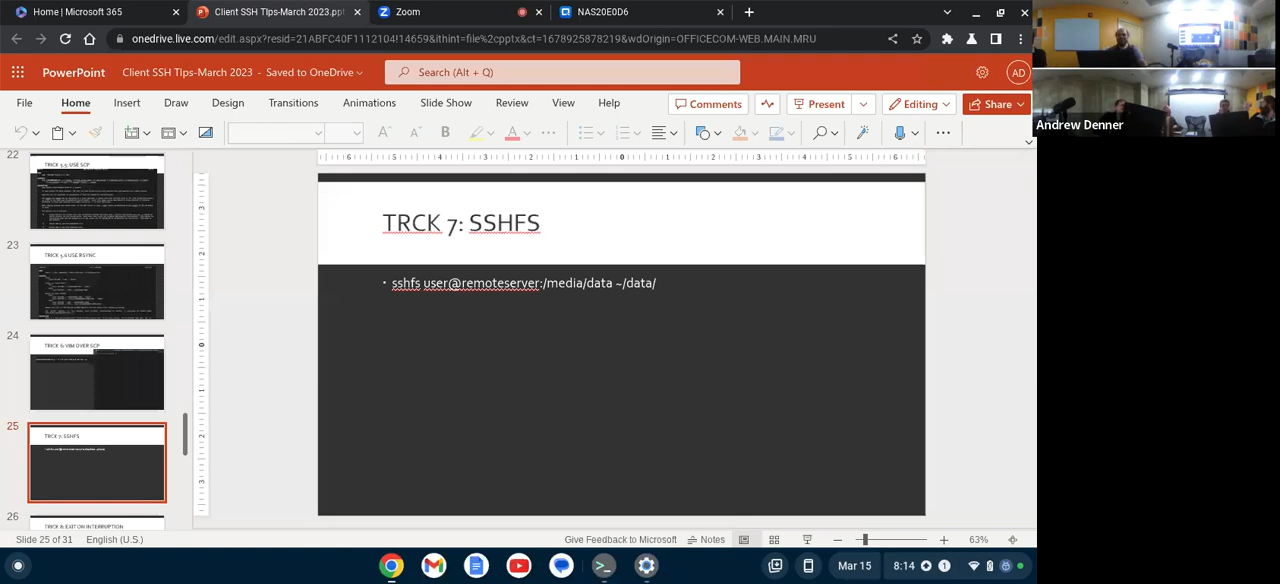 Home | Microsoft 365
Client SSH TIps-March 2023.ppt
Zoom
NAS20E0D6
onedrive.live.com/edit.aspx?resid=21ABFC40F1112104!14659&ithint=file%2cpptx&ct=1678925878219&wdOrigin=OFFICECOM-WEB.MAIN.MRU
PowerPoint
Client SSH TIps-March 2023 - Saved to OneDrive
Search (Alt + Q)
AD
File
Home
Insert
Draw
Design
Transitions
Animations
Slide Show
Review
View
Help
Comments
Present
Editing
Share
22
TRICK 5.5: USE SCP
23
TRICK 5.6 USE RSYNC
24
TRICK 6: VIM OVER SCP
25
TRCK 7: SSHFS
26
TRICK 8: EXIT ON INTERRUPTION
TRCK 7: SSHFS
• sshfs user@remoteserver:/media/data ~/data/
Slide 25 of 31
English (U.S.)
Give Feedback to Microsoft
Notes
63%
Mar 15
8:14
Andrew Denner